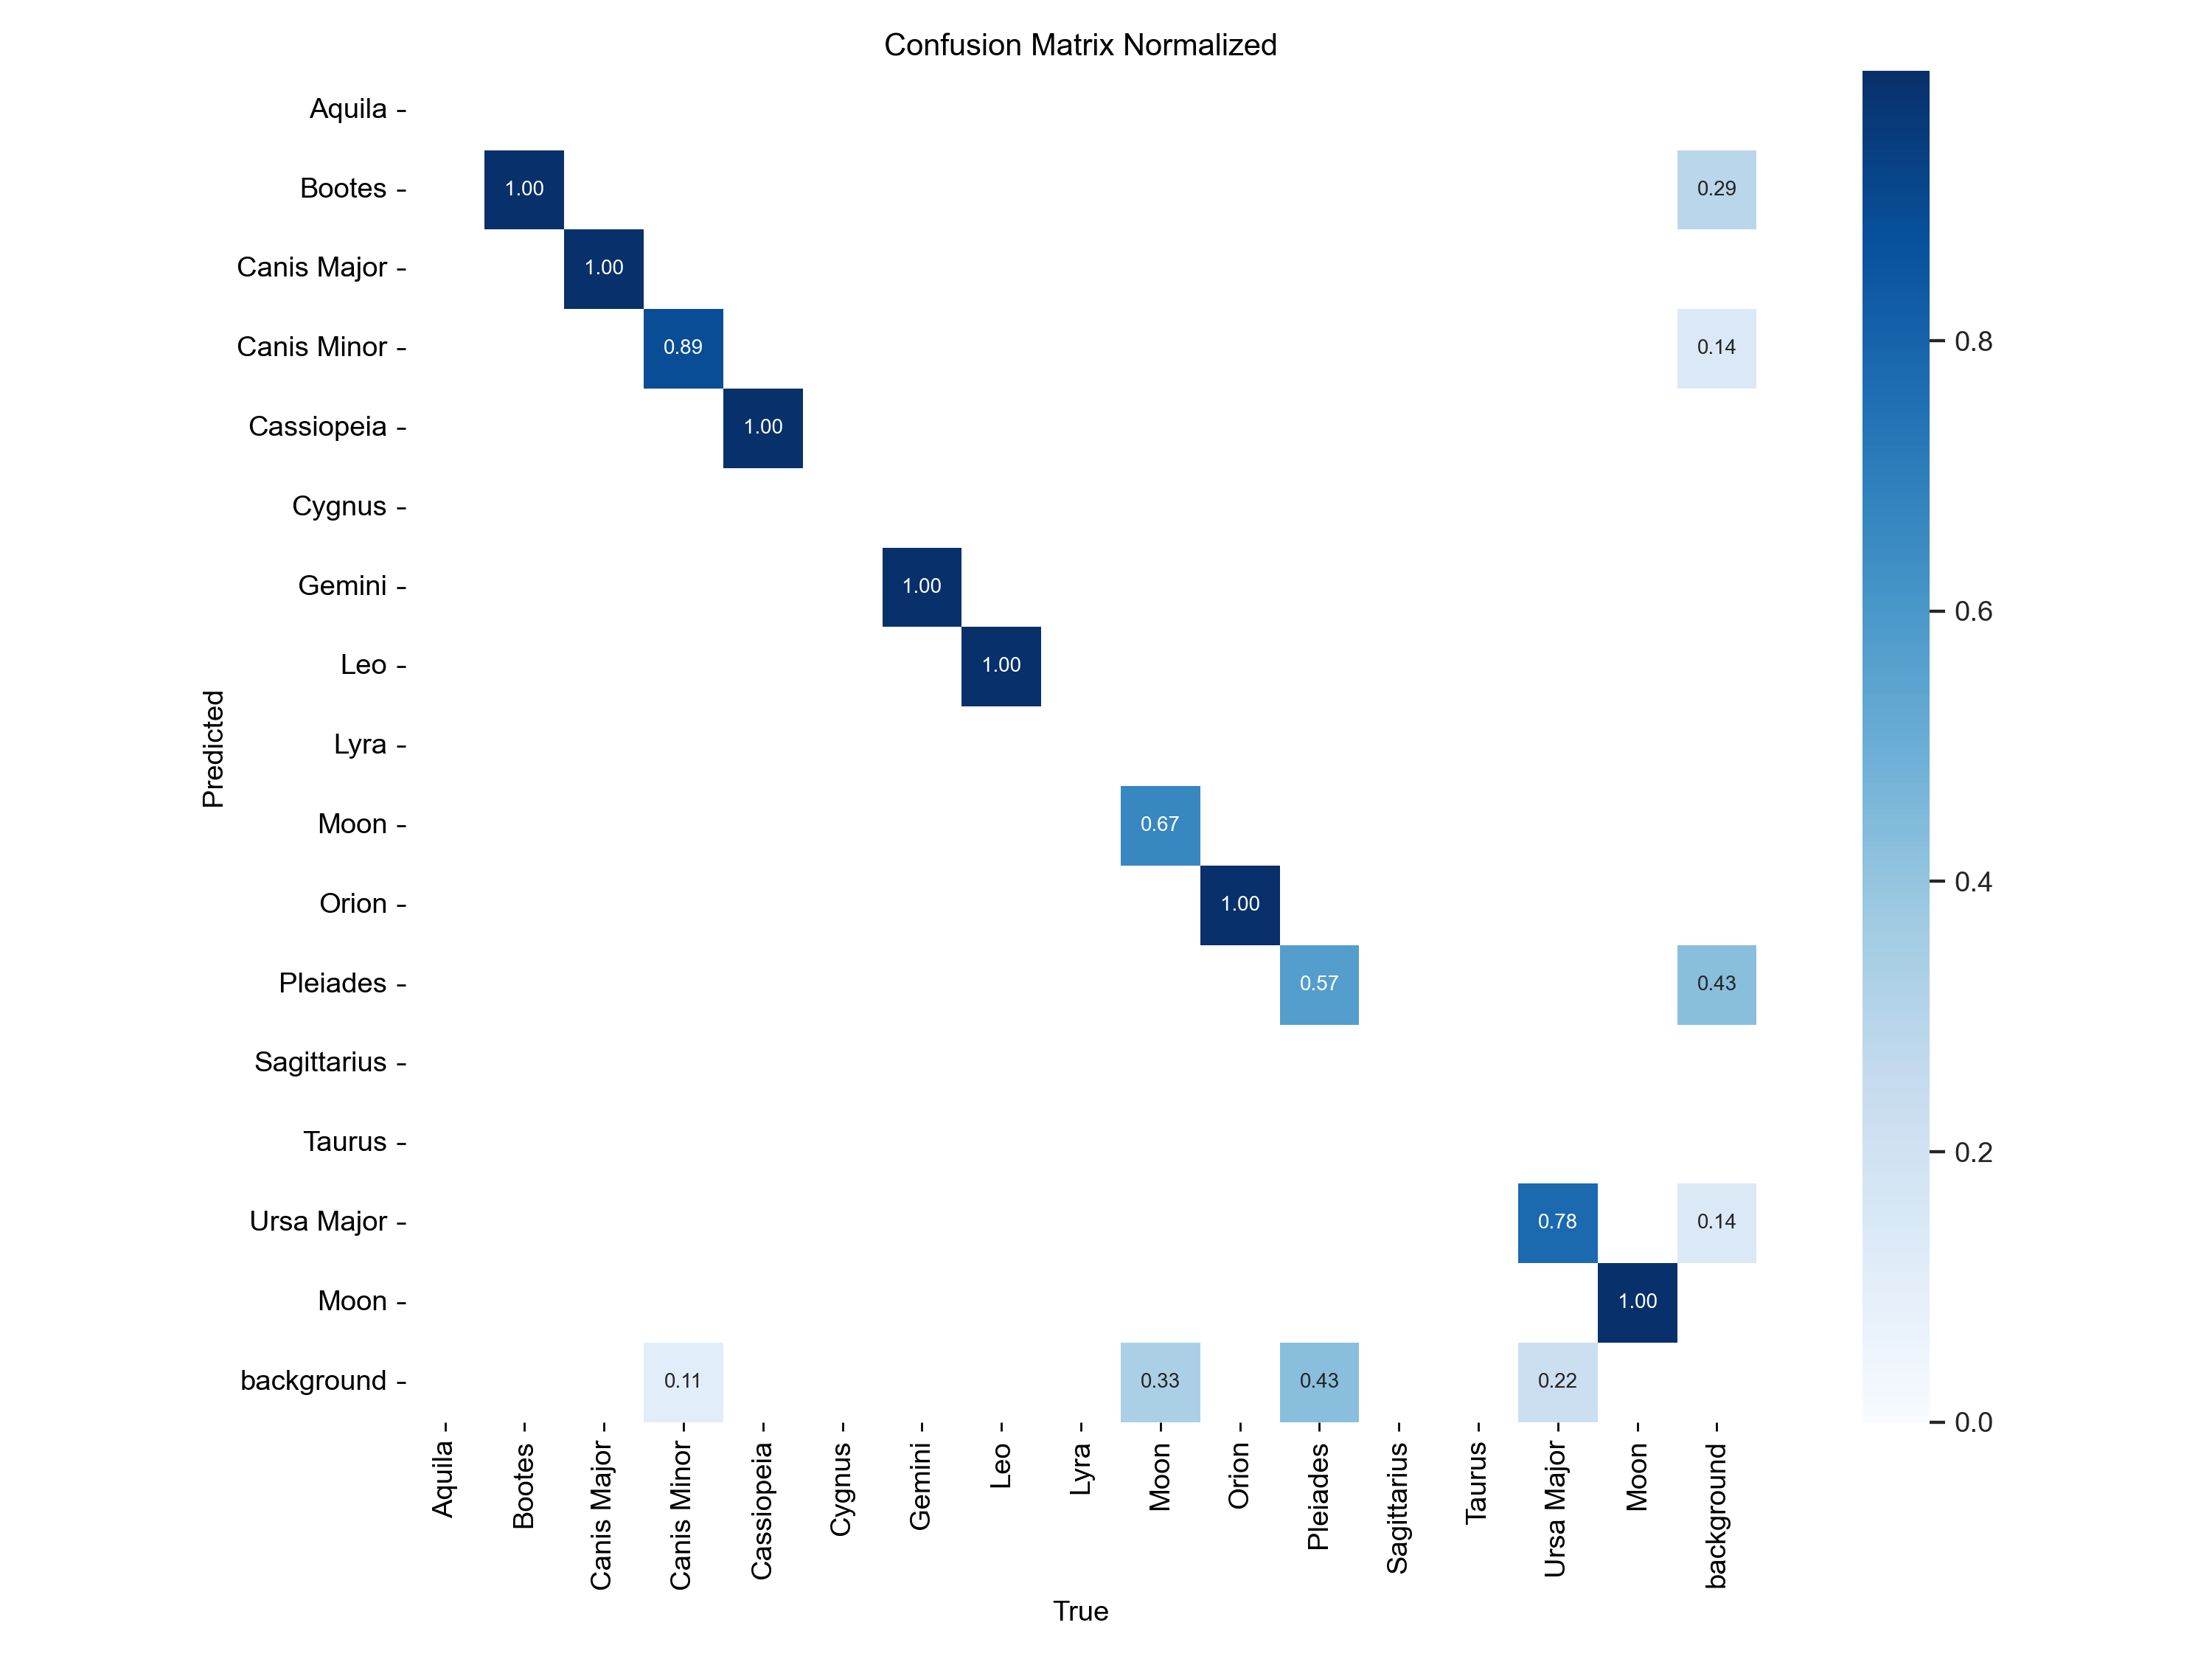 Confusion Matrix Normalized
Aquila
Bootes 1.00 0.29
Canis Major 1.00
Canis Minor 0.89 0.14
0.8
Cassiopeia 1.00
Cygnus
Gemini 1.00
0.6
Leo 1.00
Predicted
Lyra
Moon 0.67
0.4
Orion 1.00
Pleiades 0.57 0.43
Sagittarius
Taurus
0.2
Ursa Major 0.78 0.14
Moon 1.00
background 0.11 0.33 0.43 0.22
0.0
Aquila
Bootes
Canis Major
Canis Minor
Cassiopeia
Cygnus
Gemini
Leo
Lyra
Moon
Orion
Pleiades
Sagittarius
Taurus
Ursa Major
Moon
background
True